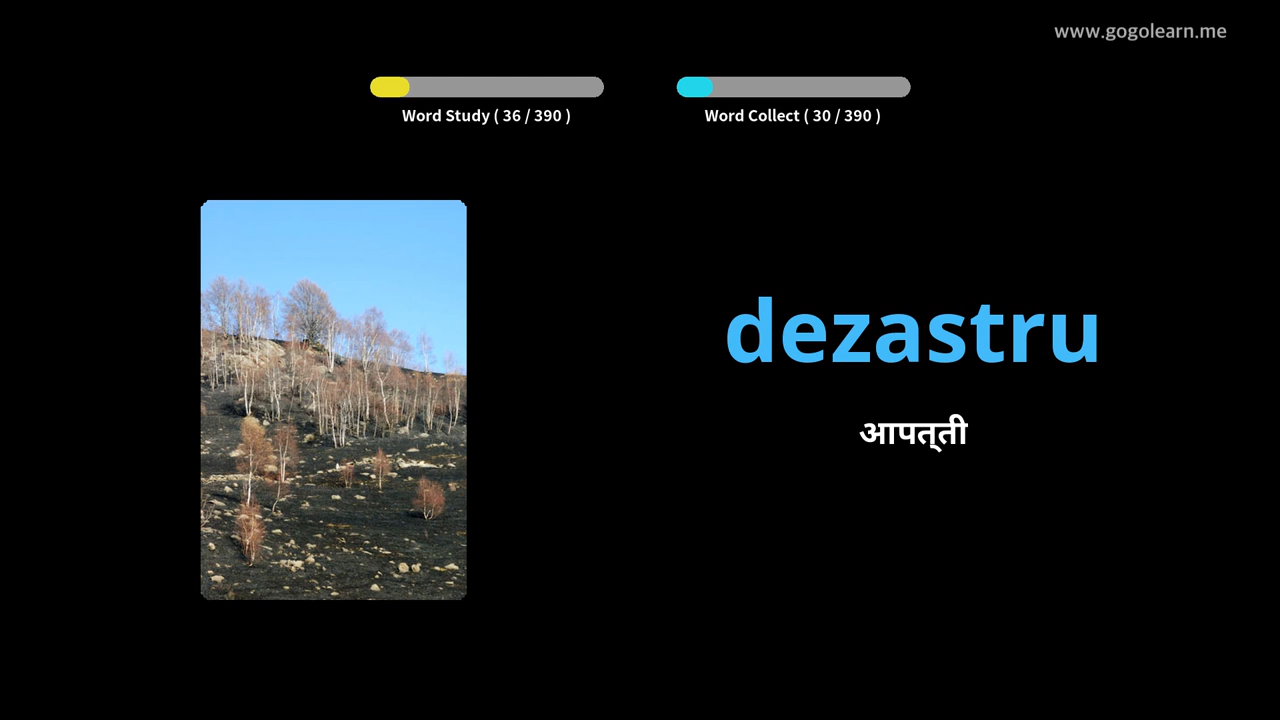 www.gogolearn.me
Word Study ( 36 / 390 )
Word Collect ( 30 / 390 )
dezastru
आपत्ती